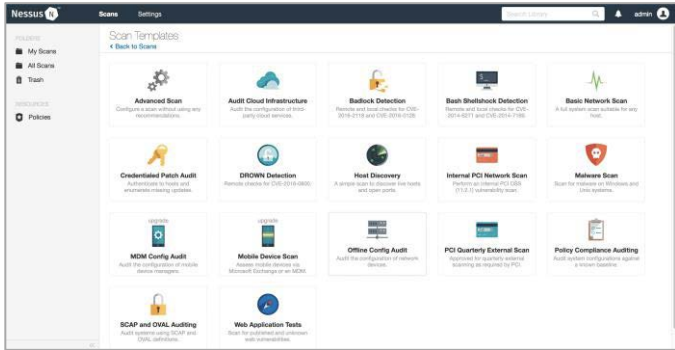 Nessus N
Scans
Settings
Search Library
admin
FOLDERS
My Scans
All Scans
Trash
RESOURCES
Policies
Scan Templates
Back to Scans
Advanced Scan
Configure a scan without using any
recommendations.
Audit Cloud Infrastructure
Audit the configuration of third-
party cloud services.
Badlock Detection
Remote and local checks for CVE-
2016-2118 and CVE-2016-0128.
Bash Shellshock Detection
Remote and local checks for CVE-
2014-6271 and CVE-2014-7169.
Basic Network Scan
A full system scan suitable for any
host.
Credentialed Patch Audit
Authenticate to hosts and
enumerate missing updates.
DROWN Detection
Remote checks for CVE-2016-0800.
Host Discovery
A simple scan to discover live hosts
and open ports.
Internal PCI Network Scan
Perform an internal PCI DSS
(11.2.1) vulnerability scan.
Malware Scan
Scan for malware on Windows and
Unix systems.
upgrade
MDM Config Audit
Audit the configuration of mobile
device managers.
upgrade
Mobile Device Scan
Assess mobile devices via
Microsoft Exchange or an MDM.
Offline Config Audit
Audit the configuration of network
devices.
PCI Quarterly External Scan
Approved for quarterly external
scanning as required by PCI.
Policy Compliance Auditing
Audit system configurations against
a known baseline.
SCAP and OVAL Auditing
Audit systems using SCAP and
OVAL definitions.
Web Application Tests
Scan for published and unknown
web vulnerabilities.